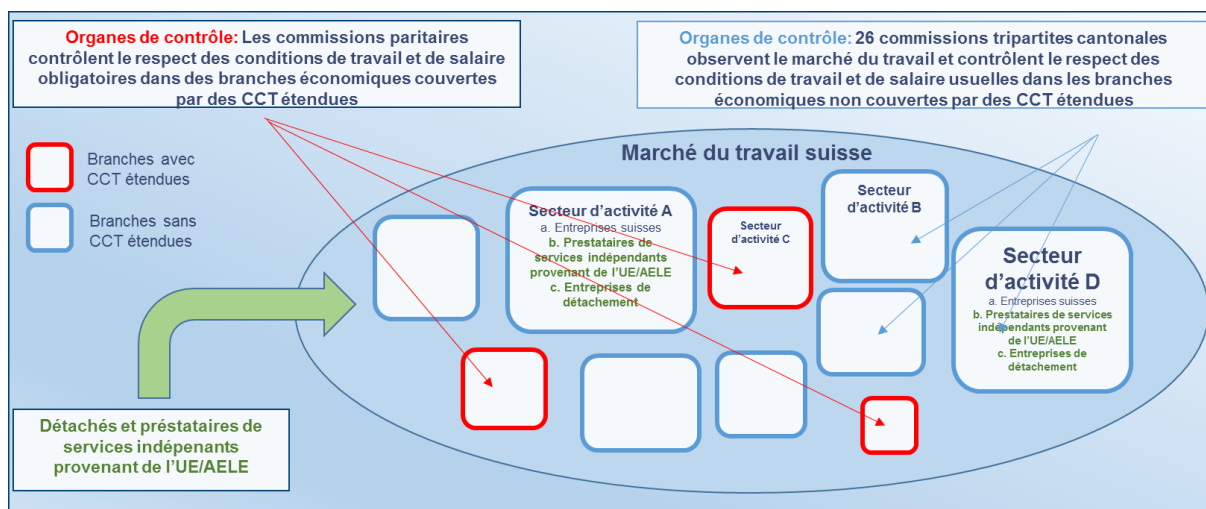 Organes de contrôle: Les commissions paritaires
contrôlent le respect des conditions de travail et de salaire
obligatoires dans des branches économiques couvertes
par des CCT étendues
Organes de contrôle: 26 commissions tripartites cantonales
observent le marché du travail et contrôlent le respect des
conditions de travail et de salaire usuelles dans les branches
économiques non couvertes par des CCT étendues
Branches avec
CCT étendues
Branches sans
CCT étendues
Marché du travail suisse
Secteur d'activité A
a. Entreprises suisses
b. Prestataires de
services indépendants
provenant de l'UE/AELE
c. Entreprises de
détachement
Secteur
d'activité C
Secteur
d'activité B
Secteur
d'activité D
a. Entreprises suisses
b. Prestataires de services
indépendants provenant
de l'UE/AELE
c. Entreprises de
détachement
Détachés et préstataires de
services indépenants
provenant de l'UE/AELE